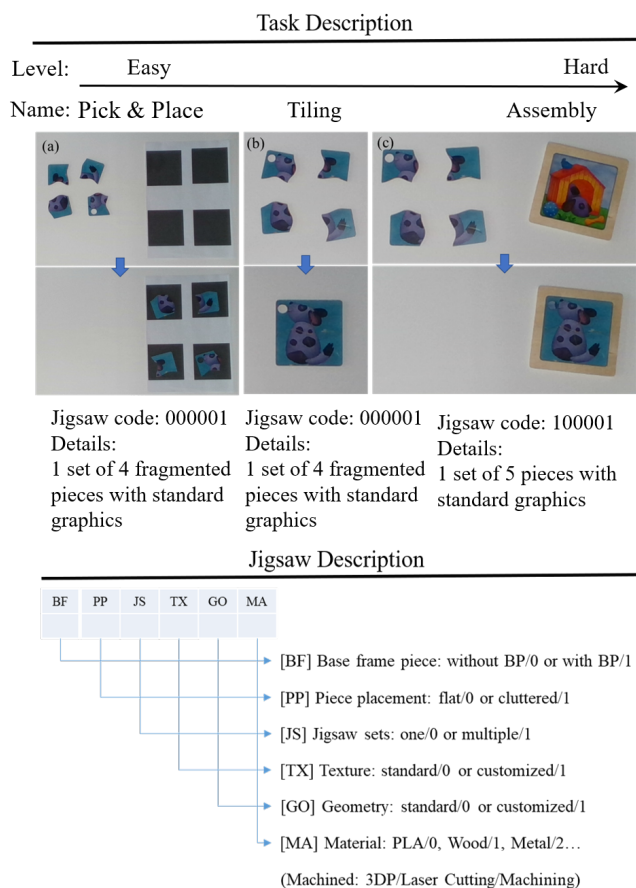 Task Description
Level: Easy Hard
Name: Pick & Place Tiling Assembly
(a) (b) (c)
Jigsaw code: 000001
Details:
1 set of 4 fragmented
pieces with standard
graphics
Jigsaw code: 000001
Details:
1 set of 4 fragmented
pieces with standard
graphics
Jigsaw code: 100001
Details:
1 set of 5 pieces with
standard graphics
Jigsaw Description
BF PP JS TX GO MA
[BF] Base frame piece: without BP/0 or with BP/1
[PP] Piece placement: flat/0 or cluttered/1
[JS] Jigsaw sets: one/0 or multiple/1
[TX] Texture: standard/0 or customized/1
[GO] Geometry: standard/0 or customized/1
[MA] Material: PLA/0, Wood/1, Metal/2…
(Machined: 3DP/Laser Cutting/Machining)